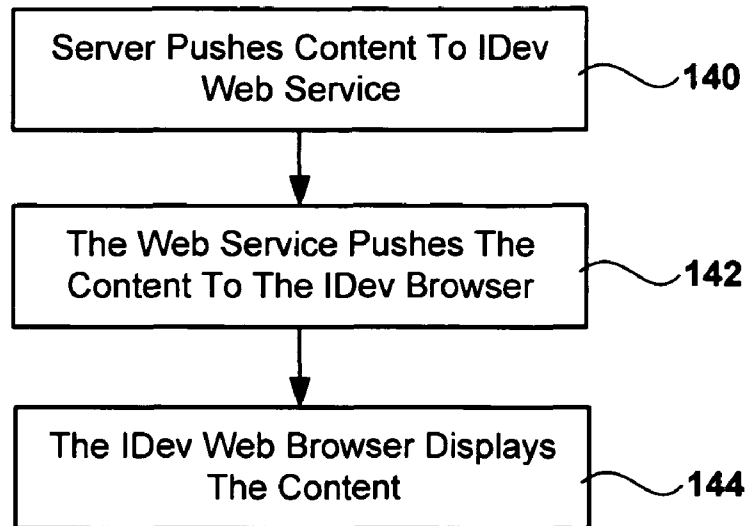 Server Pushes Content To IDev
Web Service
140
The Web Service Pushes The
Content To The IDev Browser
142
The IDev Web Browser Displays
The Content
144